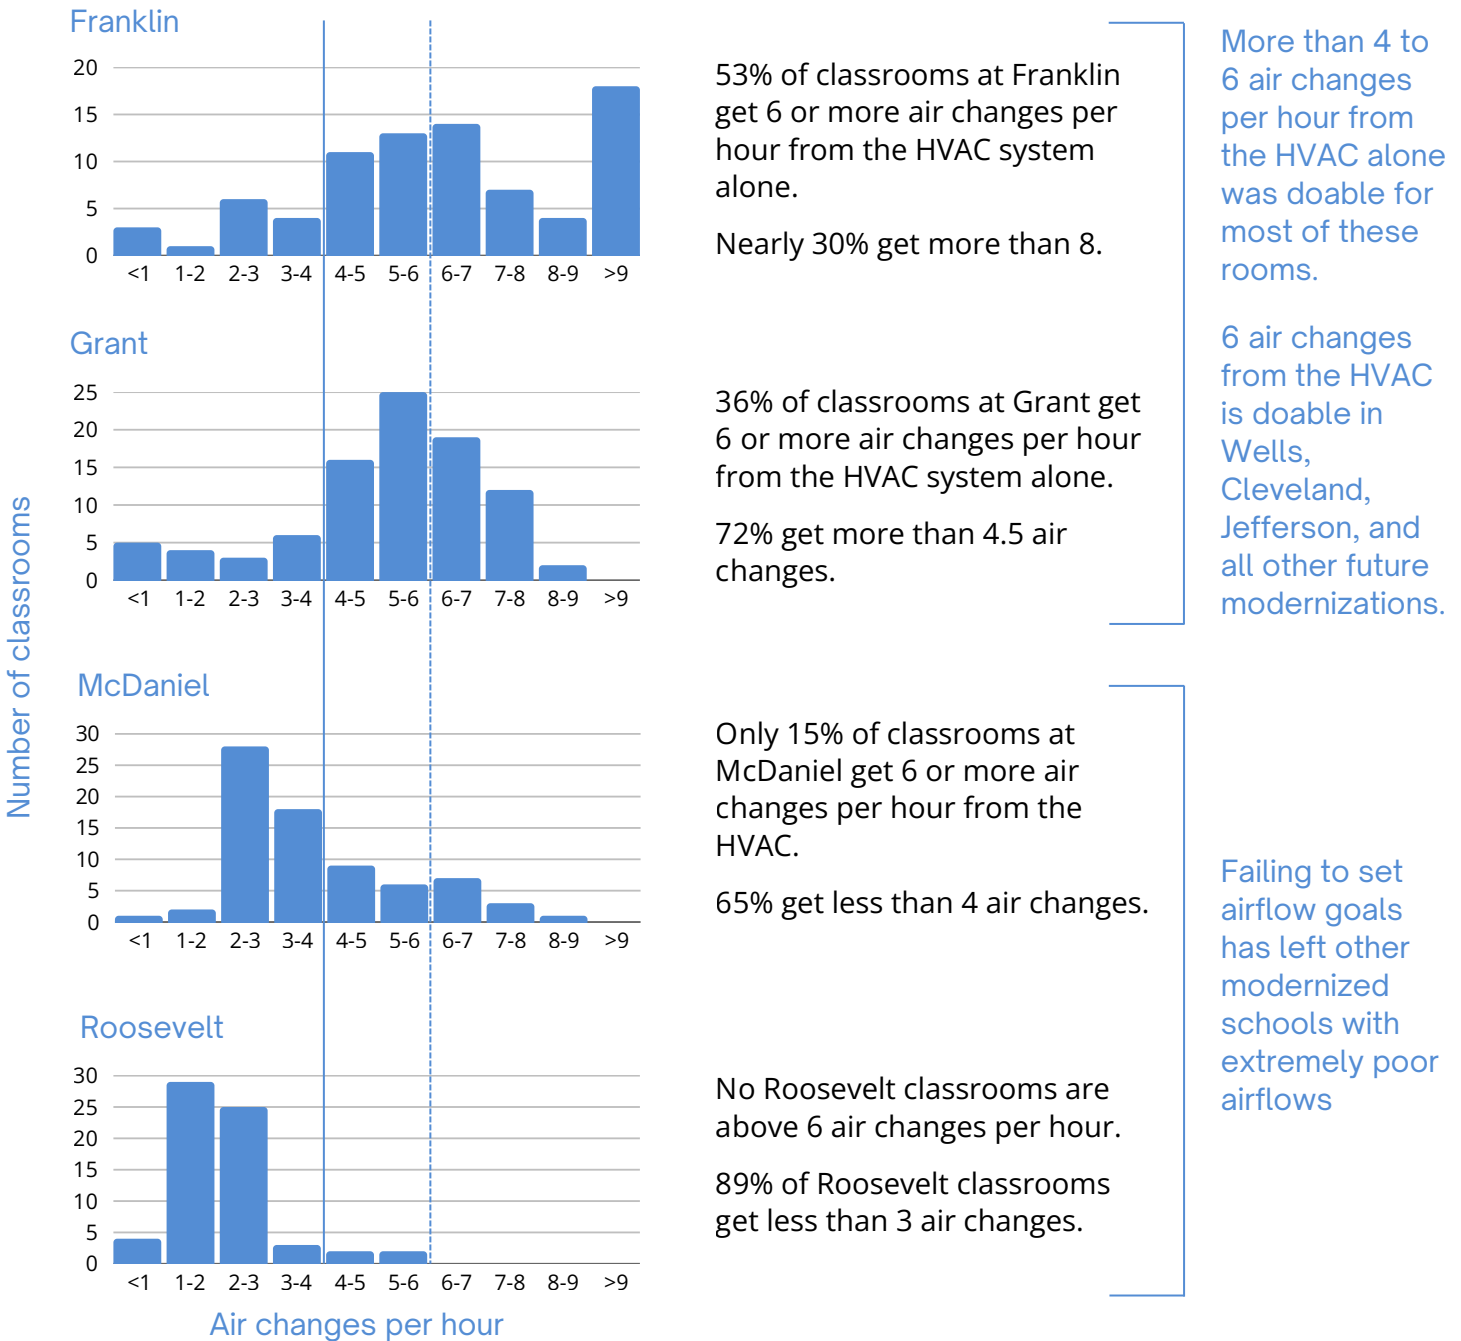 Franklin
20
15
10
5
0
<1 1-2 2-3 3-4 4-5 5-6 6-7 7-8 8-9 >9
53% of classrooms at Franklin
get 6 or more air changes per
hour from the HVAC system
alone.
Nearly 30% get more than 8.
Grant
25
20
15
10
5
0
<1 1-2 2-3 3-4 4-5 5-6 6-7 7-8 8-9 >9
36% of classrooms at Grant get
6 or more air changes per hour
from the HVAC system alone.
72% get more than 4.5 air
changes.
More than 4 to
6 air changes
per hour from
the HVAC alone
was doable for
most of these
rooms.
6 air changes
from the HVAC
is doable in
Wells,
Cleveland,
Jefferson, and
all other future
modernizations.
Number of classrooms
McDaniel
30
25
20
15
10
5
0
<1 1-2 2-3 3-4 4-5 5-6 6-7 7-8 8-9 >9
Only 15% of classrooms at
McDaniel get 6 or more air
changes per hour from the
HVAC.
65% get less than 4 air changes.
Roosevelt
30
25
20
15
10
5
0
<1 1-2 2-3 3-4 4-5 5-6 6-7 7-8 8-9 >9
Air changes per hour
No Roosevelt classrooms are
above 6 air changes per hour.
89% of Roosevelt classrooms
get less than 3 air changes.
Failing to set
airflow goals
has left other
modernized
schools with
extremely poor
airflows